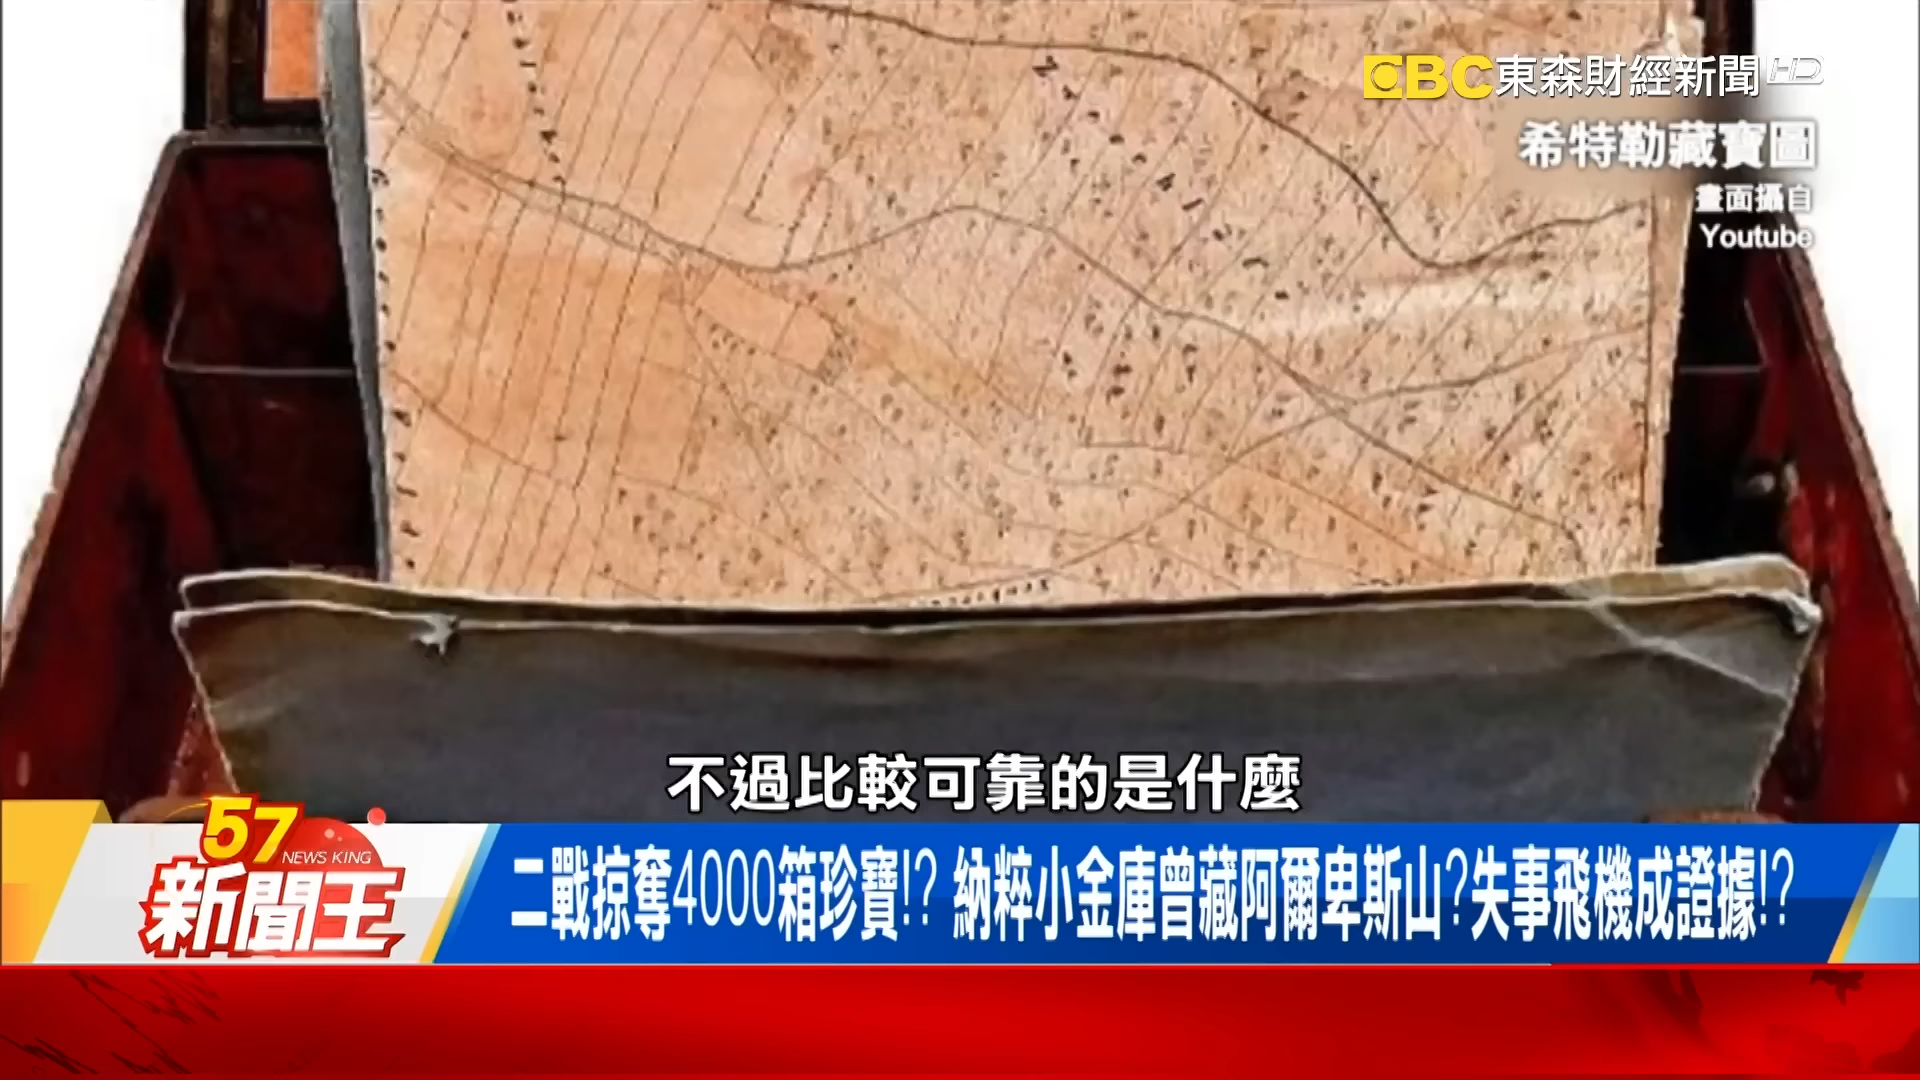 EBC東森財經新聞HD
希特勒藏寶圖
畫面攝自
Youtube
不過比較可靠的是什麼
57
NEWS KING
新聞王
二戰掠奪4000箱珍寶!? 納粹小金庫曾藏阿爾卑斯山?失事飛機成證據!?